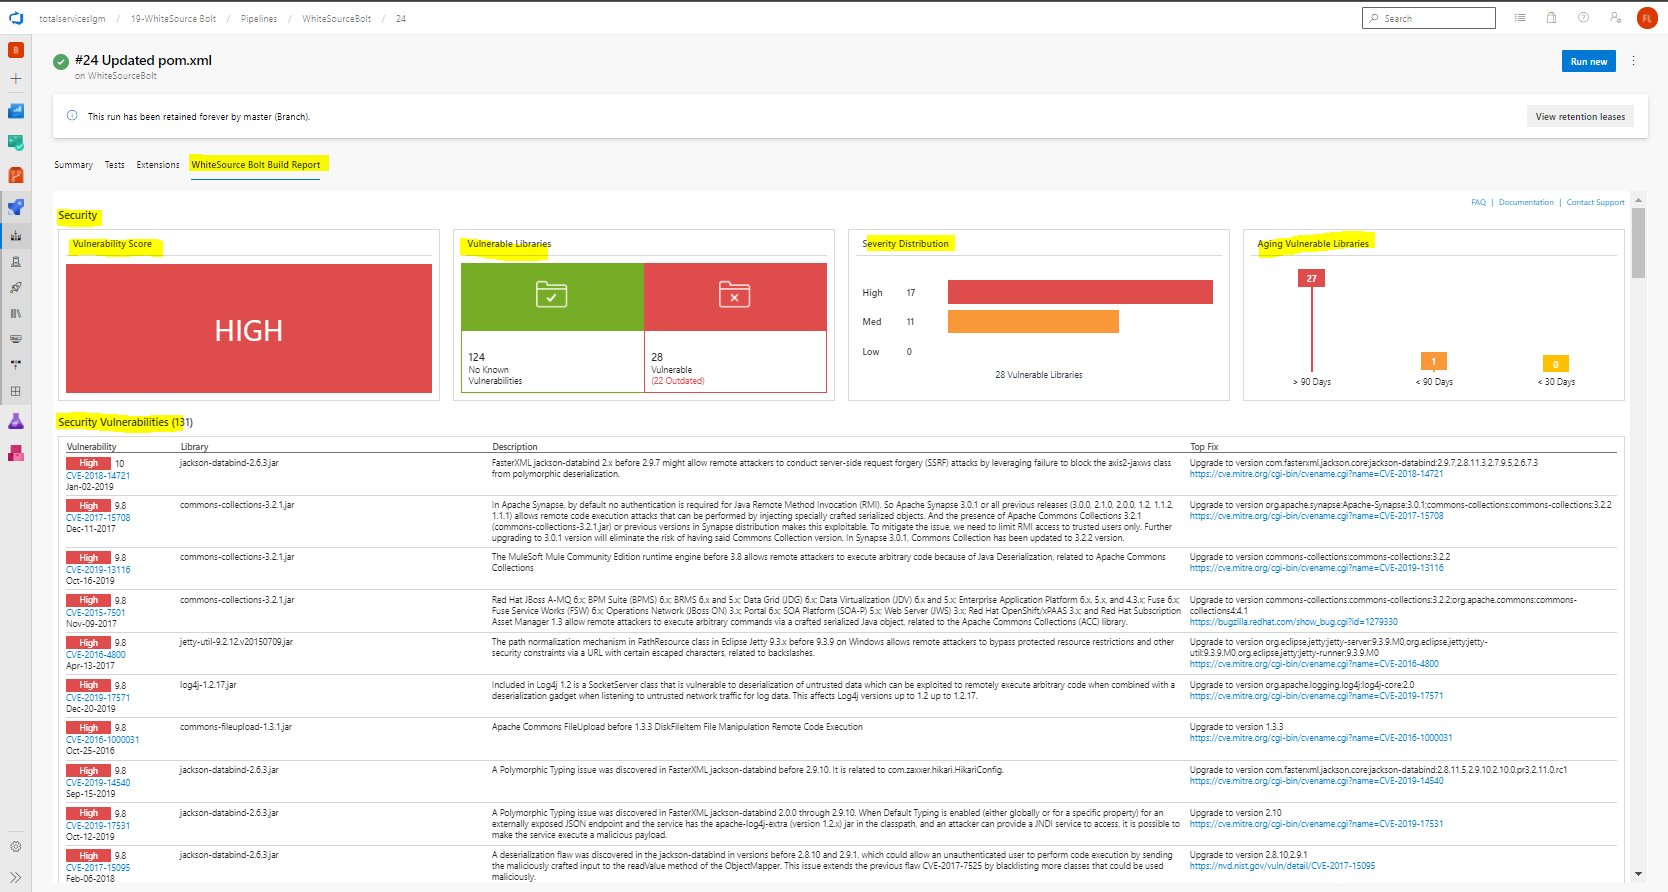 totalserviceslgm / 19-WhiteSource Bolt / Pipelines / WhiteSourceBolt / 24
Search
FL
B
#24 Updated pom.xml
on WhiteSourceBolt
Run new
This run has been retained forever by master (Branch).
View retention leases
Summary Tests Extensions WhiteSource Bolt Build Report
FAQ | Documentation | Contact Support
Security
Vulnerability Score
HIGH
Vulnerable Libraries
124
No Known
Vulnerabilities
28
Vulnerable
(22 Outdated)
Severity Distribution
High 17
Med 11
Low 0
28 Vulnerable Libraries
Aging Vulnerable Libraries
27
1
0
> 90 Days
< 90 Days
< 30 Days
Security Vulnerabilities (131)
Vulnerability Library Description Top Fix
High 10
CVE-2018-14721
Jan-02-2019
jackson-databind-2.6.3.jar
FasterXML jackson-databind 2.x before 2.9.7 might allow remote attackers to conduct server-side request forgery (SSRF) attacks by leveraging failure to block the axis2-jaxws class
from polymorphic deserialization.
Upgrade to version com.fasterxml.jackson.core:jackson-databind:2.9.7,2.8.11.3,2.7.9.5,2.6.7.3
https://cve.mitre.org/cgi-bin/cvename.cgi?name=CVE-2018-14721
High 9.8
CVE-2017-15708
Dec-11-2017
commons-collections-3.2.1.jar
In Apache Synapse, by default no authentication is required for Java Remote Method Invocation (RMI). So Apache Synapse 3.0.1 or all previous releases (3.0.0, 2.1.0, 2.0.0, 1.2, 1.1.2,
1.1.1) allows remote code execution attacks that can be performed by injecting specially crafted serialized objects. And the presence of Apache Commons Collections 3.2.1
(commons-collections-3.2.1.jar) or previous versions in Synapse distribution makes this exploitable. To mitigate the issue, we need to limit RMI access to trusted users only. Further
upgrading to 3.0.1 version will eliminate the risk of having said Commons Collection version. In Synapse 3.0.1, Commons Collection has been updated to 3.2.2 version.
Upgrade to version org.apache.synapse:Apache-Synapse:3.0.1;commons-collections:commons-collections:3.2.2
https://cve.mitre.org/cgi-bin/cvename.cgi?name=CVE-2017-15708
High 9.8
CVE-2019-13116
Oct-16-2019
commons-collections-3.2.1.jar
The MuleSoft Mule Community Edition runtime engine before 3.8 allows remote attackers to execute arbitrary code because of Java Deserialization, related to Apache Commons
Collections
Upgrade to version commons-collections:commons-collections:3.2.2
https://cve.mitre.org/cgi-bin/cvename.cgi?name=CVE-2019-13116
High 9.8
CVE-2015-7501
Nov-09-2017
commons-collections-3.2.1.jar
Red Hat JBoss A-MQ 6.x; BPM Suite (BPMS) 6.x; BRMS 6.x and 5.x; Data Grid (JDG) 6.x; Data Virtualization (JDV) 6.x and 5.x; Enterprise Application Platform 6.x, 5.x, and 4.3.x; Fuse 6.x;
Fuse Service Works (FSW) 6.x; Operations Network (JBoss ON) 3.x; Portal 6.x; SOA Platform (SOA-P) 5.x; Web Server (JWS) 3.x; Red Hat OpenShift/xPAAS 3.x; and Red Hat Subscription
Asset Manager 1.3 allow remote attackers to execute arbitrary commands via a crafted serialized Java object, related to the Apache Commons Collections (ACC) library.
Upgrade to version commons-collections:commons-collections:3.2.2;org.apache.commons:commons-
collections4:4.1
https://bugzilla.redhat.com/show_bug.cgi?id=1279330
High 9.8
CVE-2016-4800
Apr-13-2017
jetty-util-9.2.12.v20150709.jar
The path normalization mechanism in PathResource class in Eclipse Jetty 9.3.x before 9.3.9 on Windows allows remote attackers to bypass protected resource restrictions and other
security constraints via a URL with certain escaped characters, related to backslashes.
Upgrade to version org.eclipse.jetty:jetty-server:9.3.9.M0,org.eclipse.jetty:jetty-
util:9.3.9.M0,org.eclipse.jetty:jetty-runner:9.3.9.M0
https://cve.mitre.org/cgi-bin/cvename.cgi?name=CVE-2016-4800
High 9.8
CVE-2019-17571
Dec-20-2019
log4j-1.2.17.jar
Included in Log4j 1.2 is a SocketServer class that is vulnerable to deserialization of untrusted data which can be exploited to remotely execute arbitrary code when combined with a
deserialization gadget when listening to untrusted network traffic for log data. This affects Log4j versions up to 1.2 up to 1.2.17.
Upgrade to version org.apache.logging.log4j:log4j-core:2.0
https://cve.mitre.org/cgi-bin/cvename.cgi?name=CVE-2019-17571
High 9.8
CVE-2016-1000031
Oct-25-2016
commons-fileupload-1.3.1.jar
Apache Commons FileUpload before 1.3.3 DiskFileItem File Manipulation Remote Code Execution
Upgrade to version 1.3.3
https://cve.mitre.org/cgi-bin/cvename.cgi?name=CVE-2016-1000031
High 9.8
CVE-2019-14540
Sep-15-2019
jackson-databind-2.6.3.jar
A Polymorphic Typing issue was discovered in FasterXML jackson-databind before 2.9.10. It is related to com.zaxxer.hikari.HikariConfig.
Upgrade to version com.fasterxml.jackson.core:jackson-databind:2.8.11.5,2.9.10,2.10.0.pr3,2.11.0.rc1
https://cve.mitre.org/cgi-bin/cvename.cgi?name=CVE-2019-14540
High 9.8
CVE-2019-17531
Oct-12-2019
jackson-databind-2.6.3.jar
A Polymorphic Typing issue was discovered in FasterXML jackson-databind 2.0.0 through 2.9.10. When Default Typing is enabled (either globally or for a specific property) for an
externally exposed JSON endpoint and the service has the apache-log4j-extra (version 1.2.x) jar in the classpath, and an attacker can provide a JNDI service to access, it is possible to
make the service execute a malicious payload.
Upgrade to version 2.10
https://cve.mitre.org/cgi-bin/cvename.cgi?name=CVE-2019-17531
High 9.8
CVE-2017-15095
Feb-06-2018
jackson-databind-2.6.3.jar
A deserialization flaw was discovered in the jackson-databind in versions before 2.8.10 and 2.9.1, which could allow an unauthenticated user to perform code execution by sending
the maliciously crafted input to the readValue method of the ObjectMapper. This issue extends the previous flaw CVE-2017-7525 by blacklisting more classes that could be used
maliciously.
Upgrade to version 2.8.10,2.9.1
https://nvd.nist.gov/vuln/detail/CVE-2017-15095